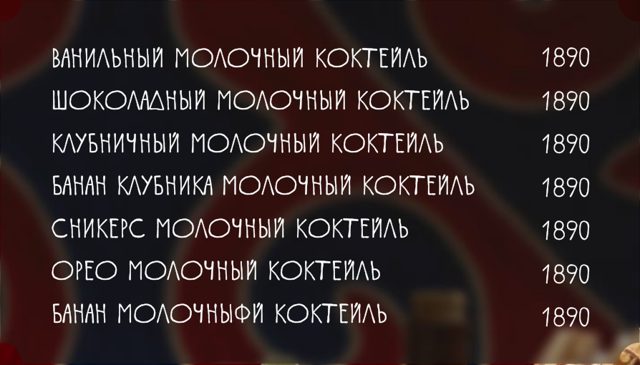 ВАНИЛЬНЫЙ МОЛОЧНЫЙ КОКТЕЙЛЬ 1890
ШОКОЛАДНЫЙ МОЛОЧНЫЙ КОКТЕЙЛЬ 1890
КЛУБНИЧНЫЙ МОЛОЧНЫЙ КОКТЕЙЛЬ 1890
БАНАН КЛУБНИКА МОЛОЧНЫЙ КОКТЕЙЛЬ 1890
СНИКЕРС МОЛОЧНЫЙ КОКТЕЙЛЬ 1890
ОРЕО МОЛОЧНЫЙ КОКТЕЙЛЬ 1890
БАНАН МОЛОЧНЫФЙ КОКТЕЙЛЬ 1890